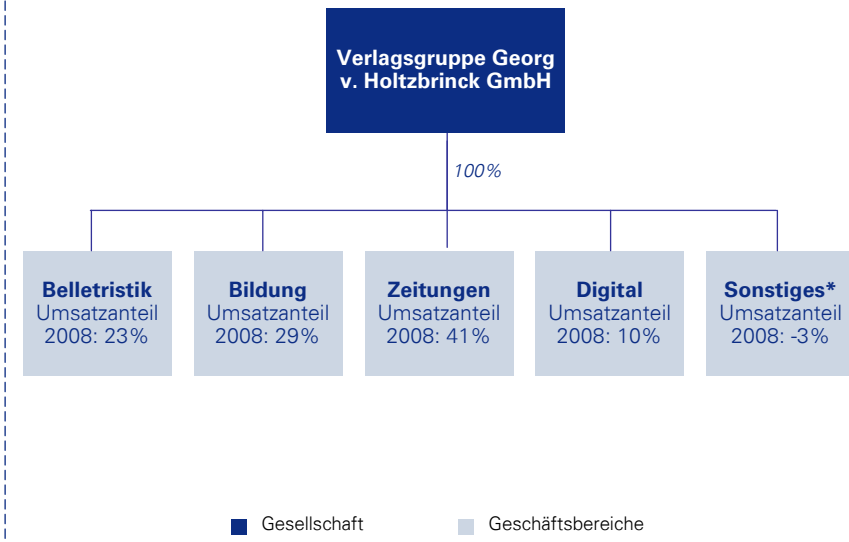 Verlagsgruppe Georg
v. Holtzbrinck GmbH
100%
Belletristik
Umsatzanteil
2008: 23%
Bildung
Umsatzanteil
2008: 29%
Zeitungen
Umsatzanteil
2008: 41%
Digital
Umsatzanteil
2008: 10%
Sonstiges*
Umsatzanteil
2008: -3%
Gesellschaft
Geschäftsbereiche